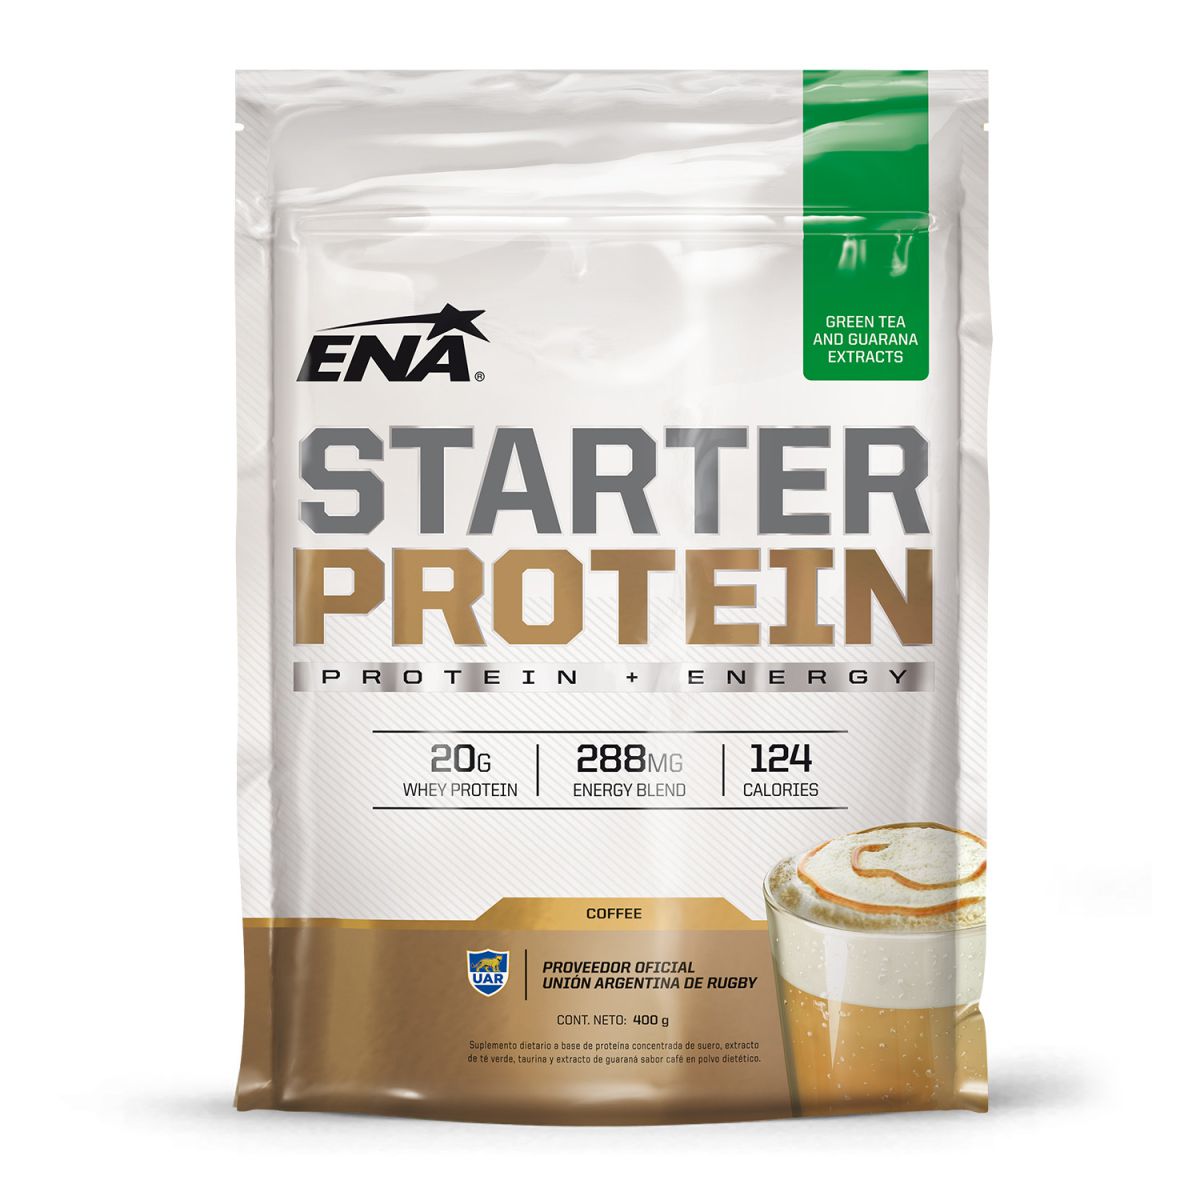 GREEN TEA
AND GUARANA
EXTRACTS
ENA®
STARTER
PROTEIN
PROTEIN + ENERGY
20G
WHEY PROTEIN
288MG
ENERGY BLEND
124
CALORIES
COFFEE
UAR
PROVEEDOR OFICIAL
UNIÓN ARGENTINA DE RUGBY
CONT. NETO: 400 g
Suplemento dietario a base de proteína concentrada de suero, extracto
de té verde, taurina y extracto de guaraná sabor café en polvo dietético.